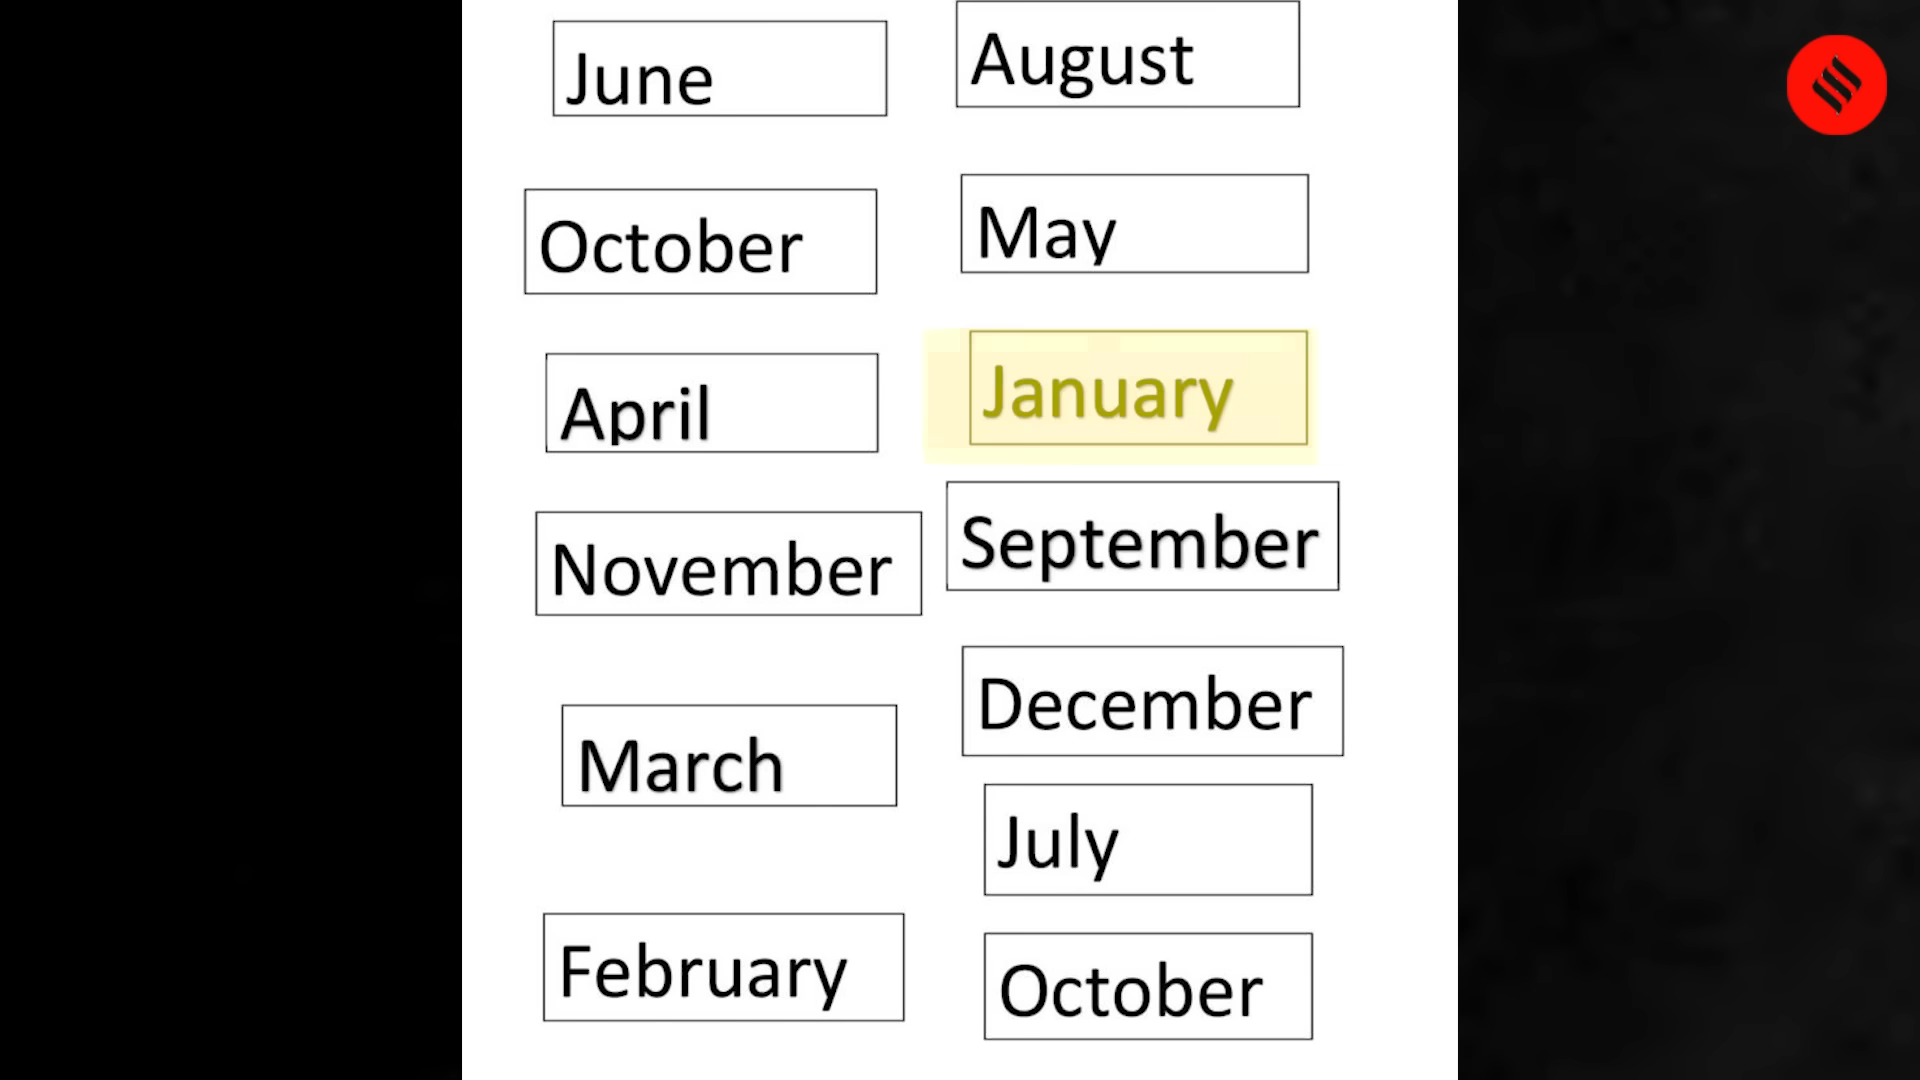 June
August
October
May
April
January
November
September
March
December
July
February
October